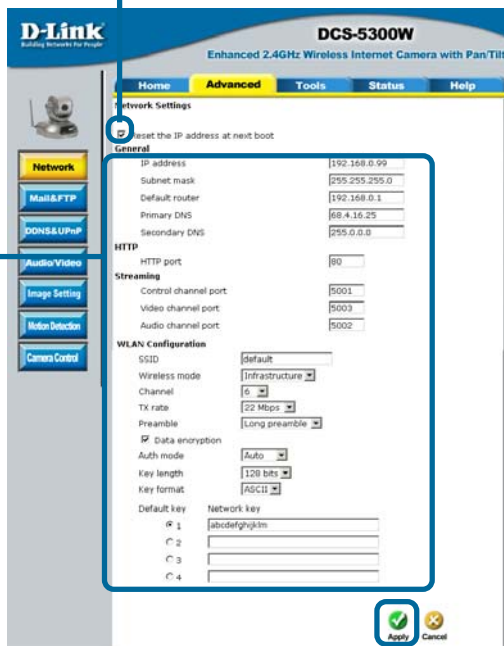 D-Link
Building Networks For People
DCS-5300W
Enhanced 2.4GHz Wireless Internet Camera with Pan/Tilt
Home Advanced Tools Status Help
Network
Mail&FTP
DDNS&UPnP
Audio/Video
Image Setting
Motion Detection
Camera Control
Network Settings
Reset the IP address at next boot
General
IP address 192.168.0.99
Subnet mask 255.255.255.0
Default router 192.168.0.1
Primary DNS 68.4.16.25
Secondary DNS 255.0.0.0
HTTP
HTTP port 80
Streaming
Control channel port 5001
Video channel port 5003
Audio channel port 5002
WLAN Configuration
SSID default
Wireless mode Infrastructure
Channel 6
TX rate 22 Mbps
Preamble Long preamble
Data encryption
Auth mode Auto
Key length 128 bits
Key format ASCII
Default key Network key
1 abcdefghijklm
2
3
4
Apply Cancel